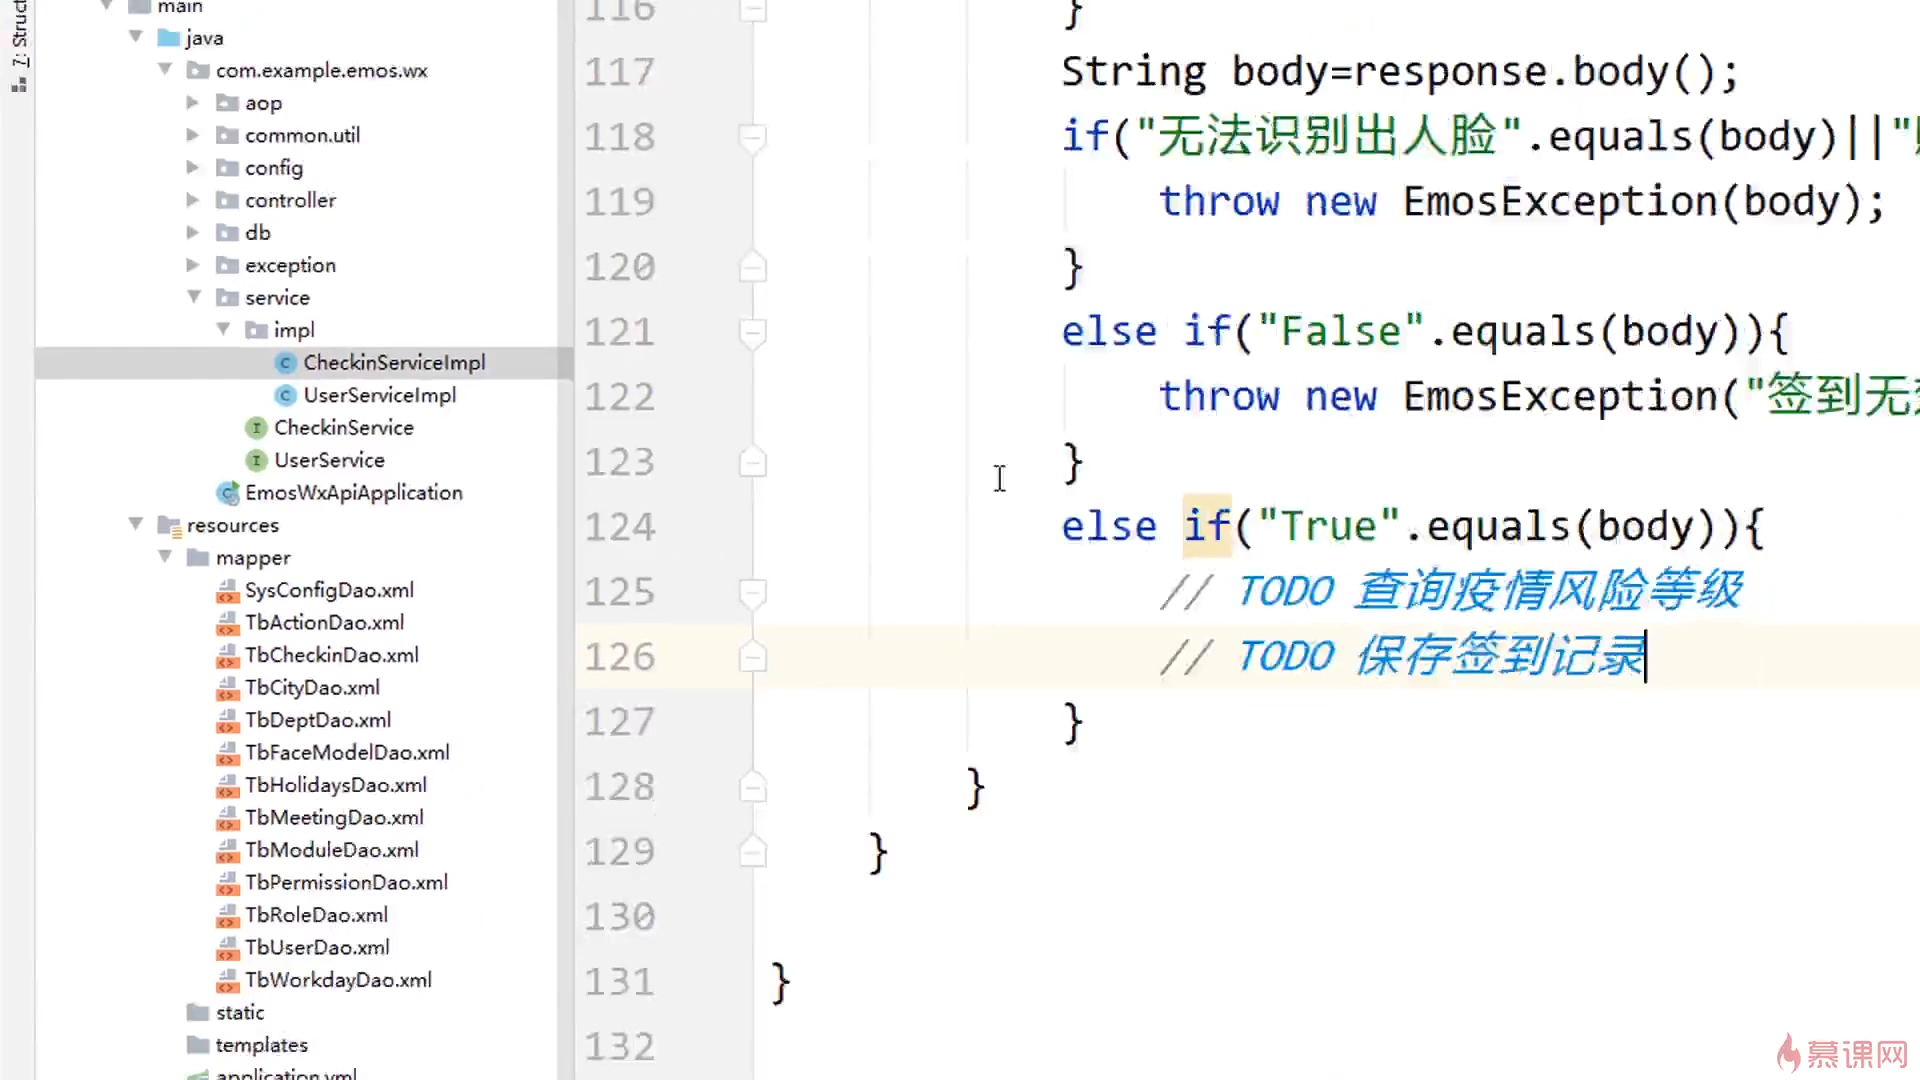 7: Struct
main
java
com.example.emos.wx
aop
common.util
config
controller
db
exception
service
impl
CheckinServiceImpl
UserServiceImpl
CheckinService
UserService
EmosWxApiApplication
resources
mapper
SysConfigDao.xml
TbActionDao.xml
TbCheckinDao.xml
TbCityDao.xml
TbDeptDao.xml
TbFaceModelDao.xml
TbHolidaysDao.xml
TbMeetingDao.xml
TbModuleDao.xml
TbPermissionDao.xml
TbRoleDao.xml
TbUserDao.xml
TbWorkdayDao.xml
static
templates
application.yml
116 }
117 String body=response.body();
118 if("无法识别出人脸".equals(body)||"
119 throw new EmosException(body);
120 }
121 else if("False".equals(body)){
122 throw new EmosException("签到无
123 }
124 else if("True".equals(body)){
125 // TODO 查询疫情风险等级
126 // TODO 保存签到记录
127 }
128 }
129 }
130
131 }
132
慕课网